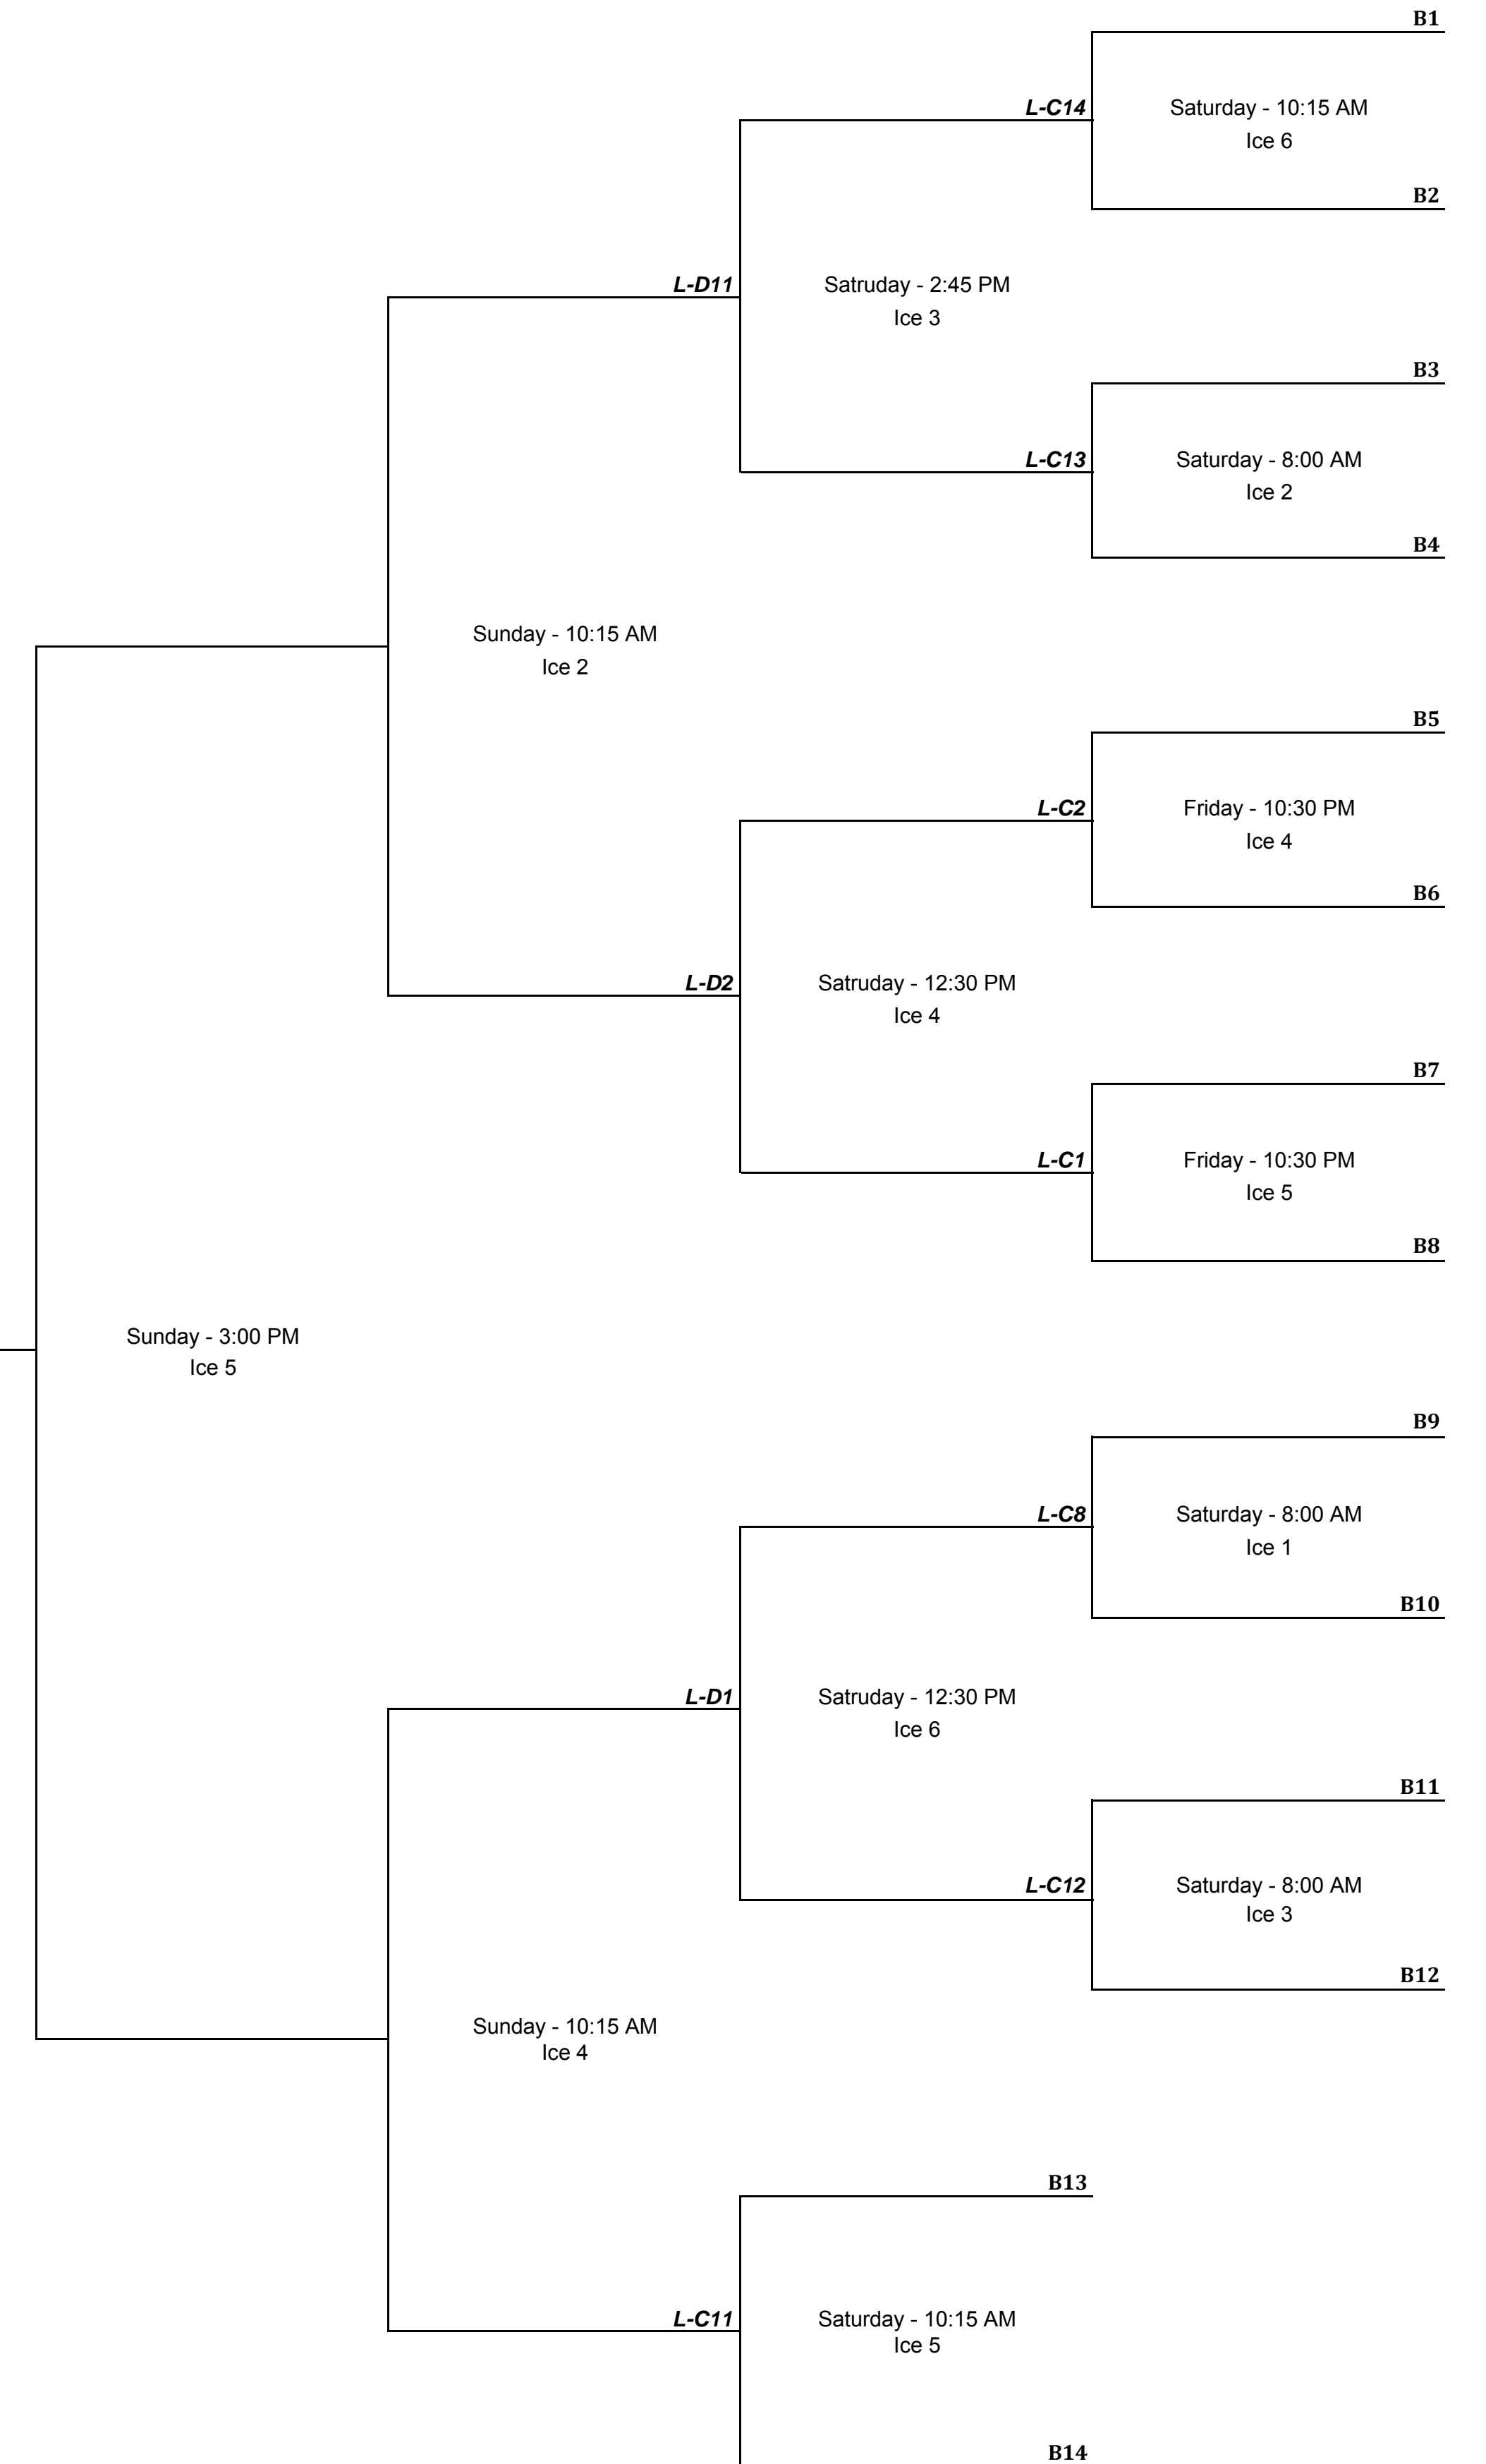 B1
L-C14
Saturday - 10:15 AM
Ice 6
B2
L-D11
Satruday - 2:45 PM
Ice 3
B3
L-C13
Saturday - 8:00 AM
Ice 2
B4
Sunday - 10:15 AM
Ice 2
B5
L-C2
Friday - 10:30 PM
Ice 4
B6
L-D2
Satruday - 12:30 PM
Ice 4
B7
L-C1
Friday - 10:30 PM
Ice 5
B8
Sunday - 3:00 PM
Ice 5
B9
L-C8
Saturday - 8:00 AM
Ice 1
B10
L-D1
Satruday - 12:30 PM
Ice 6
B11
L-C12
Saturday - 8:00 AM
Ice 3
B12
Sunday - 10:15 AM
Ice 4
B13
L-C11
Saturday - 10:15 AM
Ice 5
B14